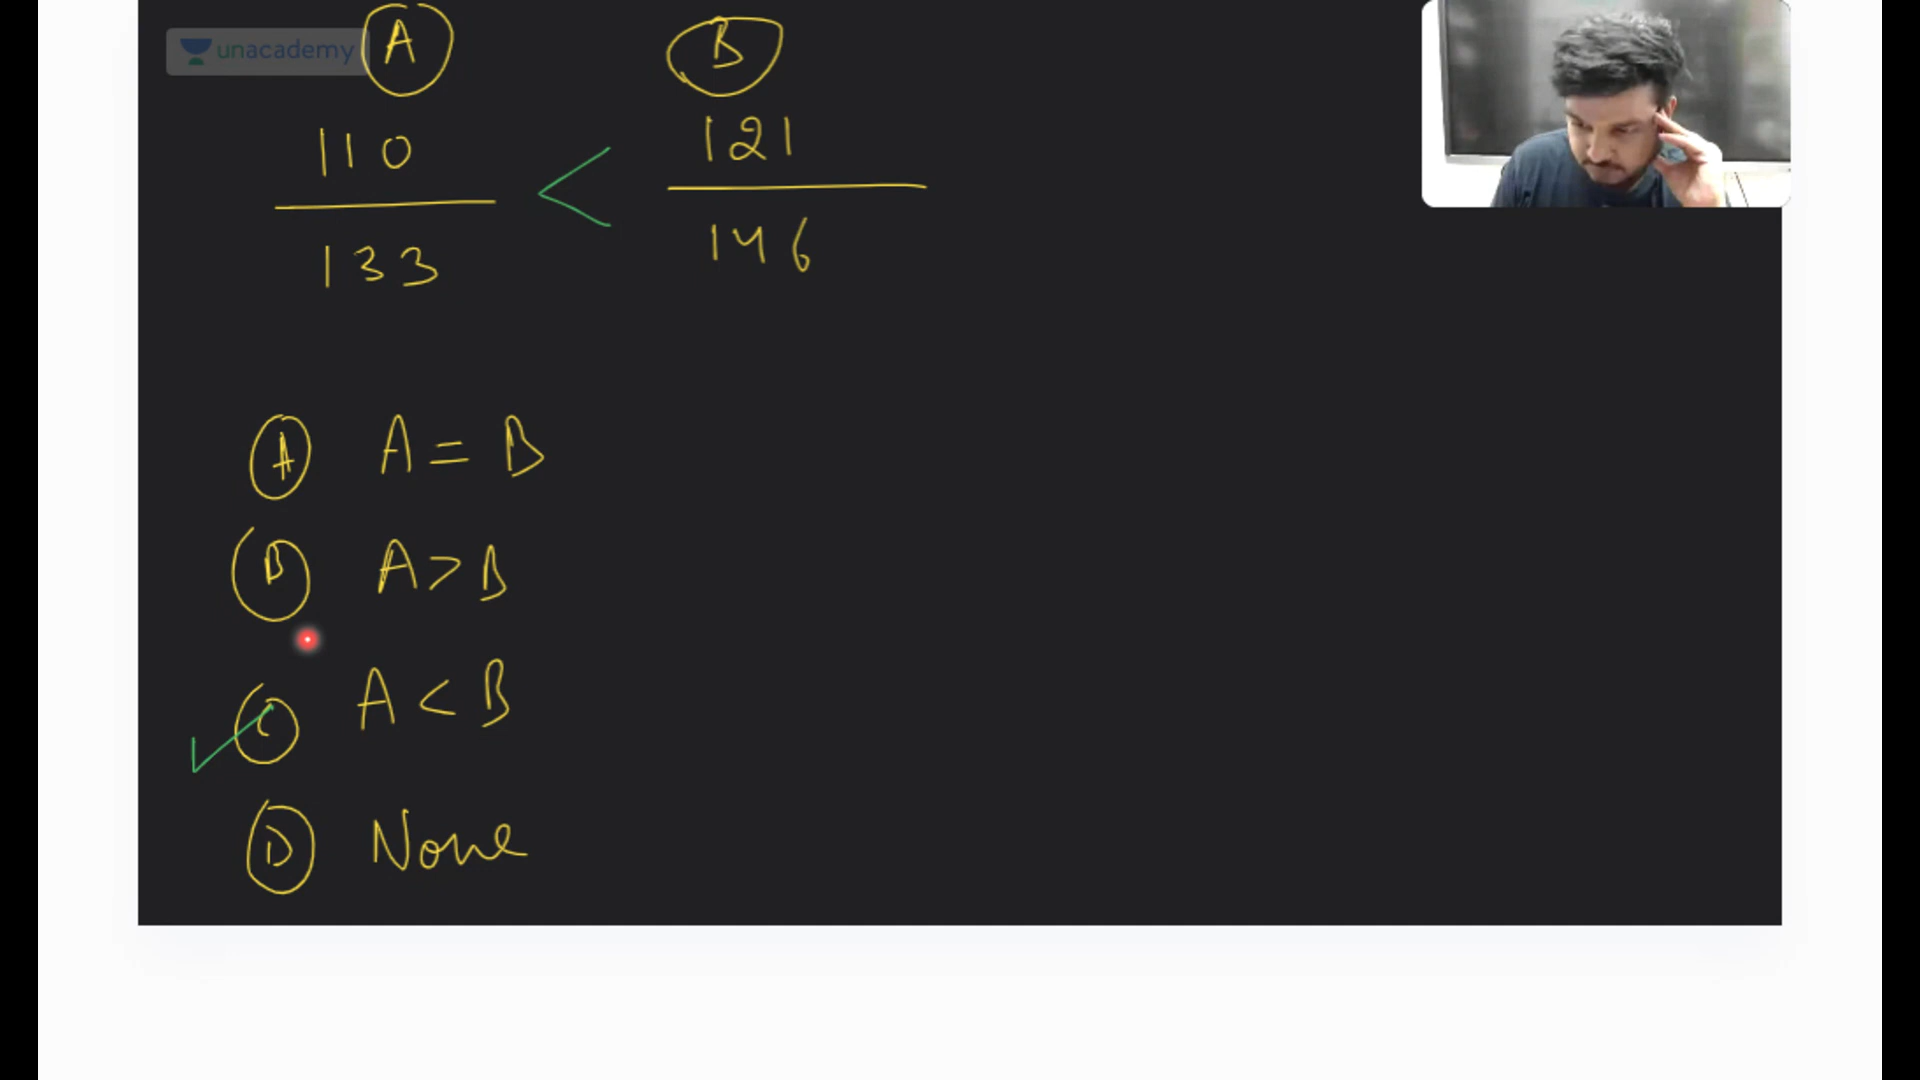 unacademy
A B
110 < 121
133 146
A A = B
B A > B
C A < B
D None